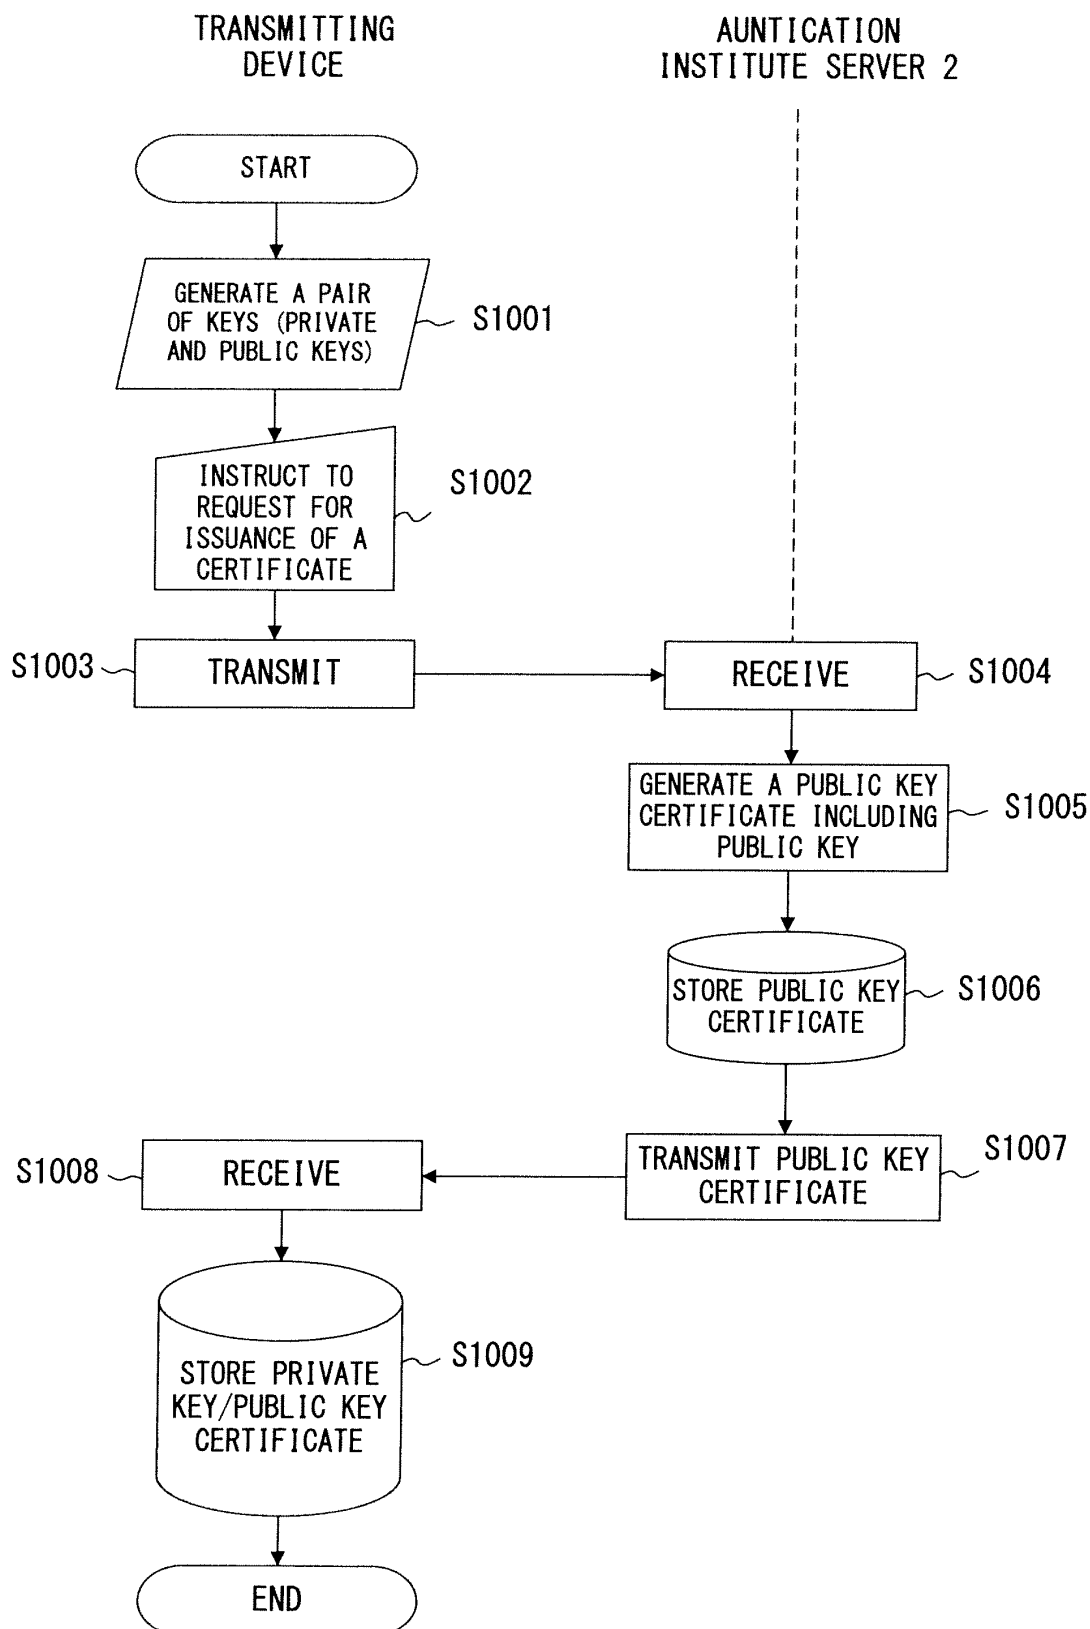 TRANSMITTING
DEVICE
AUNTICATION
INSTITUTE SERVER 2
START
GENERATE A PAIR
OF KEYS (PRIVATE
AND PUBLIC KEYS)
S1001
INSTRUCT TO
REQUEST FOR
ISSUANCE OF A
CERTIFICATE
S1002
S1003
TRANSMIT
RECEIVE
S1004
GENERATE A PUBLIC KEY
CERTIFICATE INCLUDING
PUBLIC KEY
S1005
STORE PUBLIC KEY
CERTIFICATE
S1006
TRANSMIT PUBLIC KEY
CERTIFICATE
S1007
S1008
RECEIVE
STORE PRIVATE
KEY/PUBLIC KEY
CERTIFICATE
S1009
END